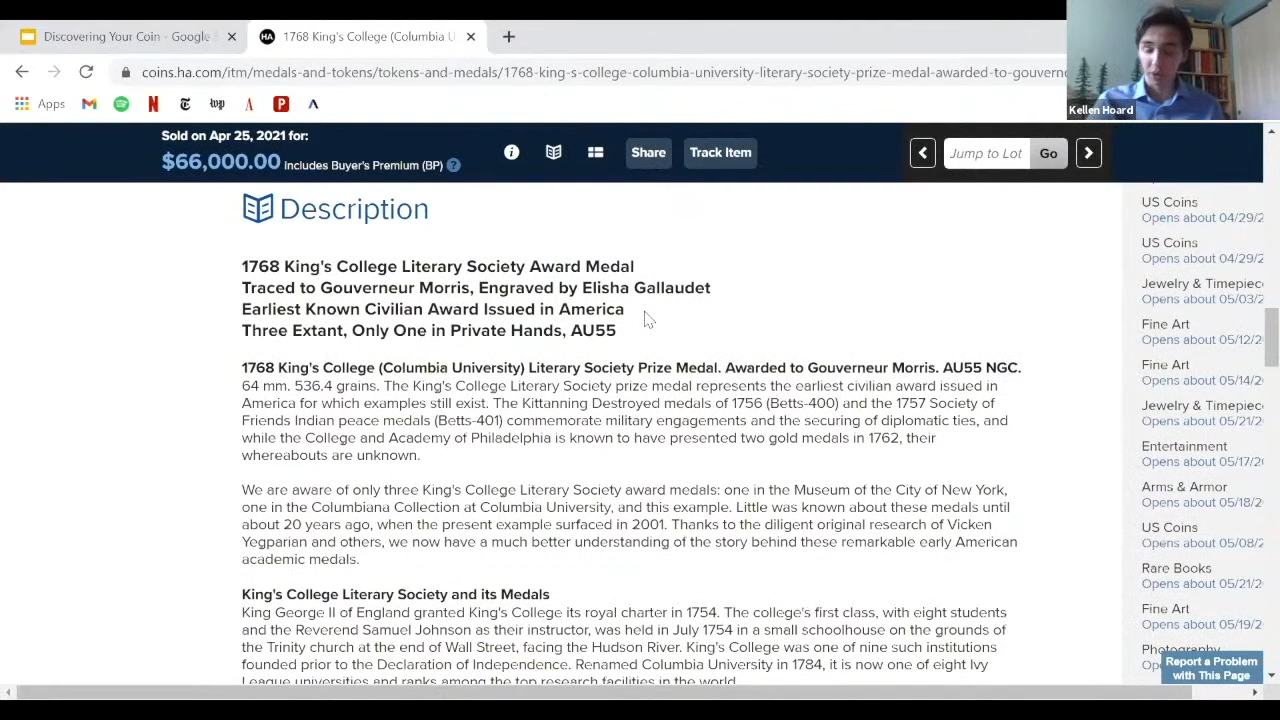 Discovering Your Coin - Google S
1768 King's College (Columbia U
coins.ha.com/itm/medals-and-tokens/tokens-and-medals/1768-king-s-college-columbia-university-literary-society-prize-medal-awarded-to-gouverne
Apps
Kellen Hoard
Sold on Apr 25, 2021 for:
$66,000.00 Includes Buyer's Premium (BP) ?
Share
Track Item
Jump to Lot
Go
Description
1768 King's College Literary Society Award Medal
Traced to Gouverneur Morris, Engraved by Elisha Gallaudet
Earliest Known Civilian Award Issued in America
Three Extant, Only One in Private Hands, AU55
1768 King's College (Columbia University) Literary Society Prize Medal. Awarded to Gouverneur Morris. AU55 NGC.
64 mm. 536.4 grains. The King's College Literary Society prize medal represents the earliest civilian award issued in
America for which examples still exist. The Kittanning Destroyed medals of 1756 (Betts-400) and the 1757 Society of
Friends Indian peace medals (Betts-401) commemorate military engagements and the securing of diplomatic ties, and
while the College and Academy of Philadelphia is known to have presented two gold medals in 1762, their
whereabouts are unknown.
We are aware of only three King's College Literary Society award medals: one in the Museum of the City of New York,
one in the Columbiana Collection at Columbia University, and this example. Little was known about these medals until
about 20 years ago, when the present example surfaced in 2001. Thanks to the diligent original research of Vicken
Yegparian and others, we now have a much better understanding of the story behind these remarkable early American
academic medals.
King's College Literary Society and its Medals
King George II of England granted King's College its royal charter in 1754. The college's first class, with eight students
and the Reverend Samuel Johnson as their instructor, was held in July 1754 in a small schoolhouse on the grounds of
the Trinity church at the end of Wall Street, facing the Hudson River. King's College was one of nine such institutions
founded prior to the Declaration of Independence. Renamed Columbia University in 1784, it is now one of eight Ivy
League universities and ranks among the top research facilities in the world.
US Coins
Opens about 04/29/2
US Coins
Opens about 04/29/2
Jewelry & Timepiec
Opens about 05/03/2
Fine Art
Opens about 05/12/2
Fine Art
Opens about 05/14/2
Jewelry & Timepiec
Opens about 05/21/2
Entertainment
Opens about 05/17/2
Arms & Armor
Opens about 05/18/2
US Coins
Opens about 05/08/2
Rare Books
Opens about 05/21/2
Fine Art
Opens about 05/19/2
Photography
Ope
Report a Problem
with This Page